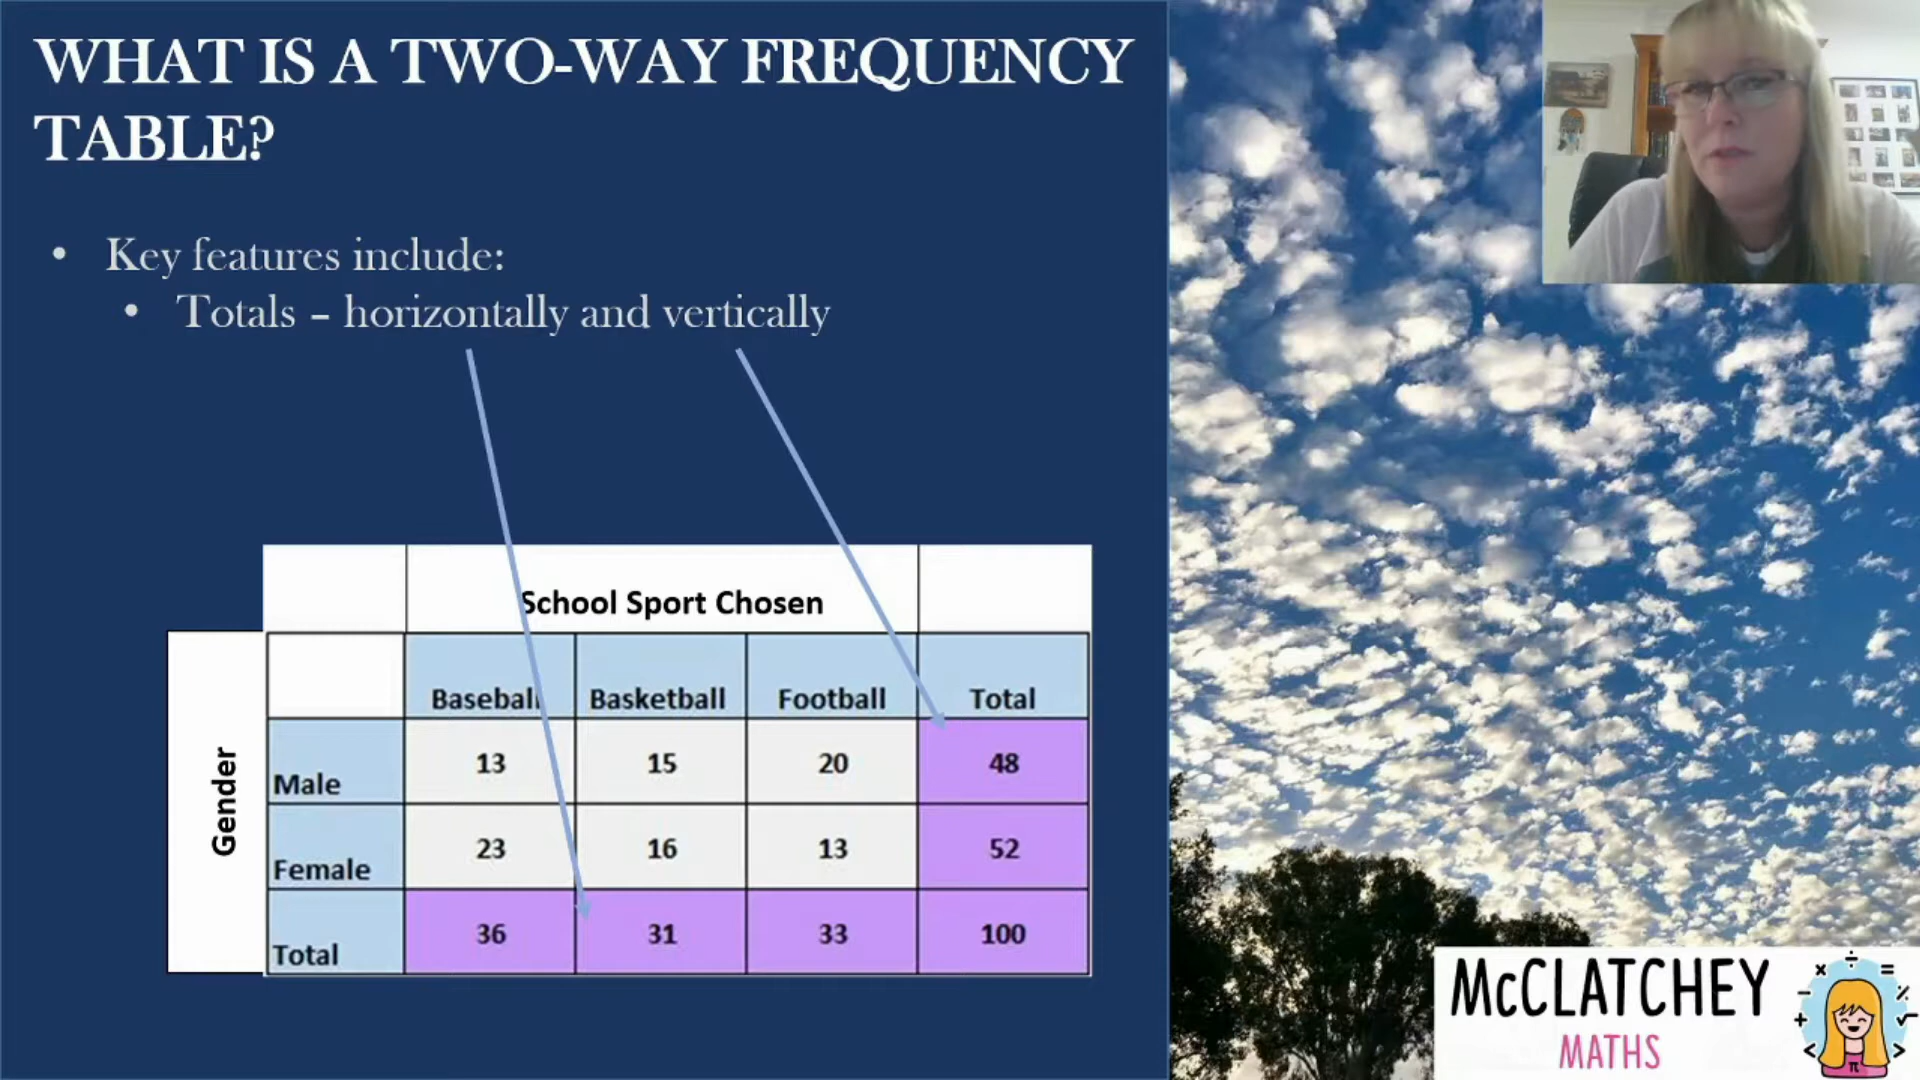 WHAT IS A TWO-WAY FREQUENCY
TABLE?
• Key features include:
• Totals – horizontally and vertically
School Sport Chosen
Baseball Basketball Football Total
Gender
Male 13 15 20 48
Female 23 16 13 52
Total 36 31 33 100
McCLATCHEY
MATHS